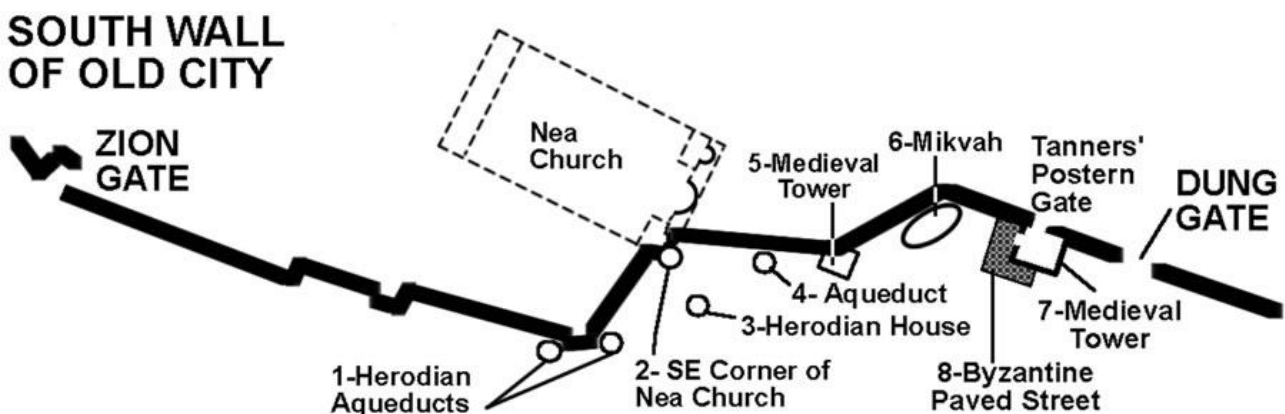 SOUTH WALL
OF OLD CITY
ZION
GATE
Nea
Church
5-Medieval
Tower
6-Mikvah
Tanners'
Postern
Gate
DUNG
GATE
4- Aqueduct
3-Herodian House
7-Medieval
Tower
1-Herodian
Aqueducts
2- SE Corner of
Nea Church
8-Byzantine
Paved Street